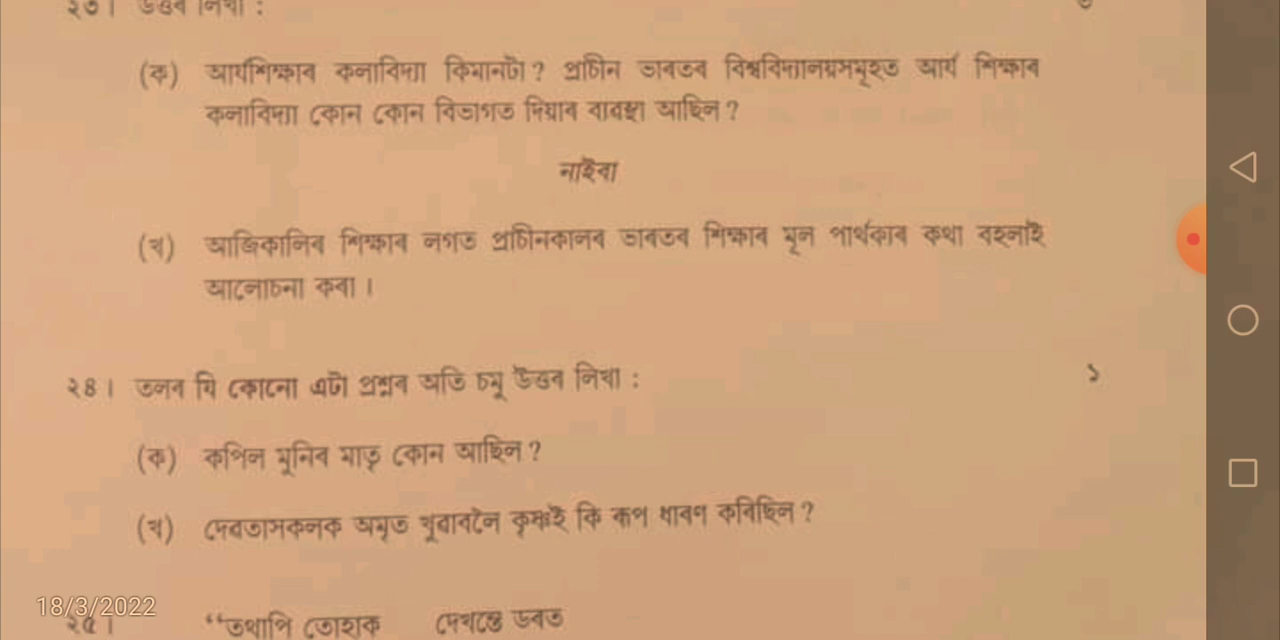 ২৩। উত্তৰ লিখা :
(ক) আৰ্যশিক্ষাৰ কলাবিদ্যা কিমানটা? প্ৰাচীন ভাৰতৰ বিশ্ববিদ্যালয়সমূহত আৰ্য শিক্ষাৰ
কলাবিদ্যা কোন কোন বিভাগত দিয়াৰ ব্যৱস্থা আছিল?
নাইবা
(খ) আজিকালিৰ শিক্ষাৰ লগত প্ৰাচীনকালৰ ভাৰতৰ শিক্ষাৰ মূল পাৰ্থক্যৰ কথা বহলাই
আলোচনা কৰা।
২৪। তলৰ যি কোনো এটা প্ৰশ্নৰ অতি চমু উত্তৰ লিখা : ১
(ক) কপিল মুনিৰ মাতৃ কোন আছিল?
(খ) দেৱতাসকলক অমৃত খুৱাবলৈ কৃষ্ণই কি ৰূপ ধাৰণ কৰিছিল?
18/3/2022
২৫। “তথাপি তোহাক দেখন্তে ডৰত